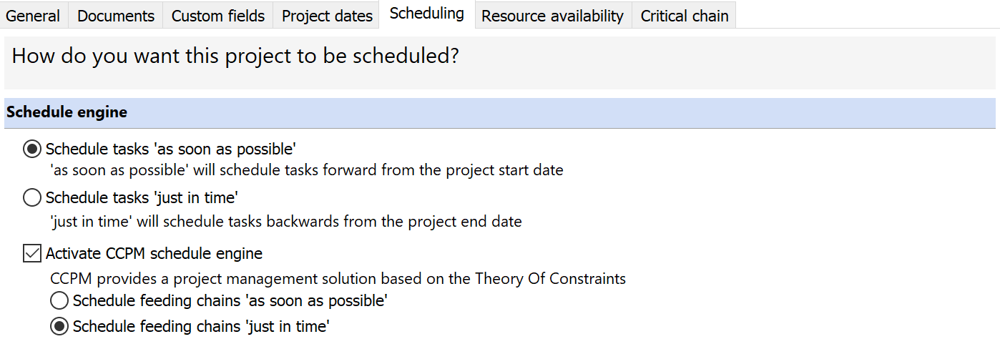 General Documents Custom fields Project dates Scheduling Resource availability Critical chain
How do you want this project to be scheduled?
Schedule engine
Schedule tasks 'as soon as possible'
'as soon as possible' will schedule tasks forward from the project start date
Schedule tasks 'just in time'
'just in time' will schedule tasks backwards from the project end date
Activate CCPM schedule engine
CCPM provides a project management solution based on the Theory Of Constraints
Schedule feeding chains 'as soon as possible'
Schedule feeding chains 'just in time'